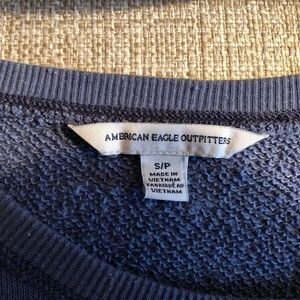 AMERICAN EAGLE OUTFITTERS
S/P
MADE IN
VIETNAM
FABRIQUÉ AU
VIETNAM